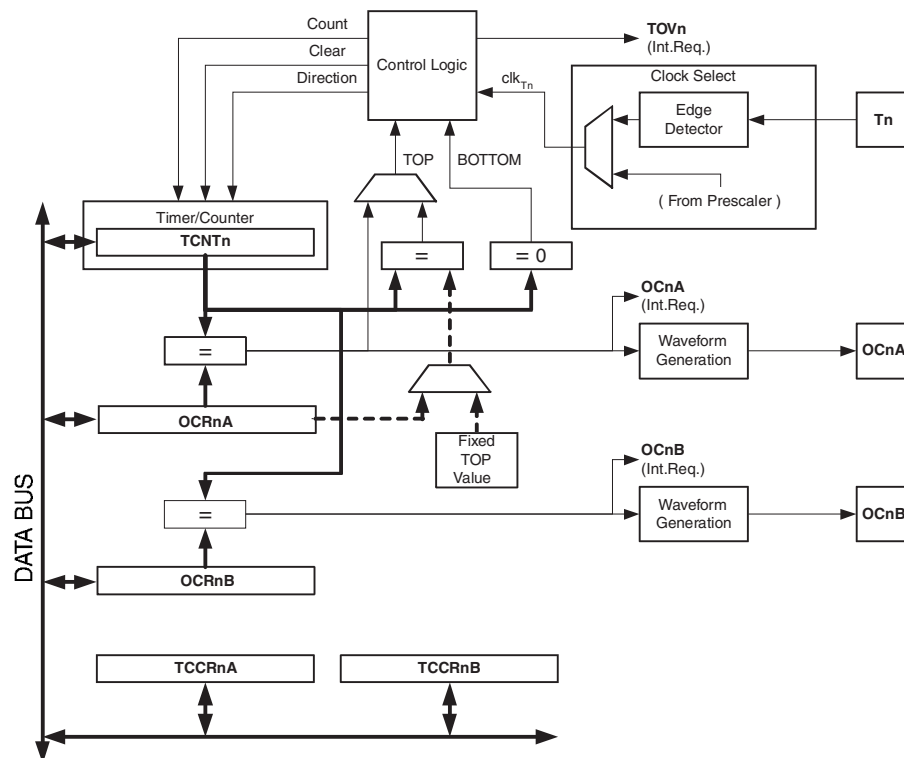 Count
Clear
Direction
Control Logic
TOVn
(Int.Req.)
clkTn
Clock Select
Edge
Detector
Tn
( From Prescaler )
TOP
BOTTOM
Timer/Counter
TCNTn
=
= 0
OCnA
(Int.Req.)
=
Waveform
Generation
OCnA
OCRnA
Fixed
TOP
Value
OCnB
(Int.Req.)
=
Waveform
Generation
OCnB
OCRnB
DATA BUS
TCCRnA
TCCRnB